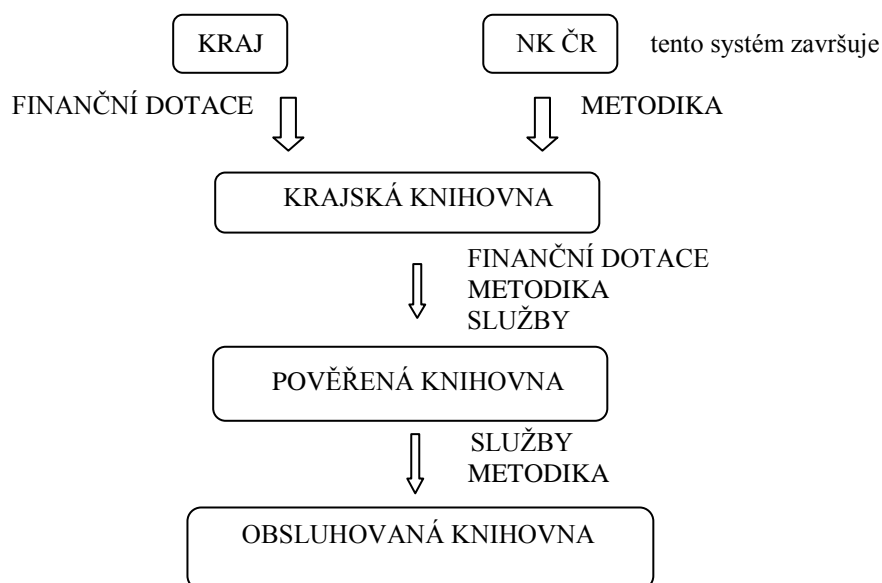 KRAJ NK ČR tento systém završuje
FINANČNÍ DOTACE METODIKA
KRAJSKÁ KNIHOVNA
FINANČNÍ DOTACE
METODIKA
SLUŽBY
POVĚŘENÁ KNIHOVNA
SLUŽBY
METODIKA
OBSLUHOVANÁ KNIHOVNA